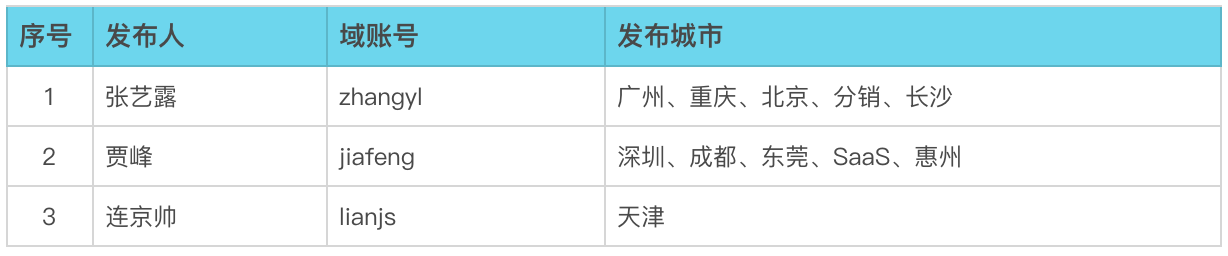 序号 发布人 域账号 发布城市
1 张艺露 zhangyl 广州、重庆、北京、分销、长沙
2 贾峰 jiafeng 深圳、成都、东莞、SaaS、惠州
3 连京帅 lianjs 天津